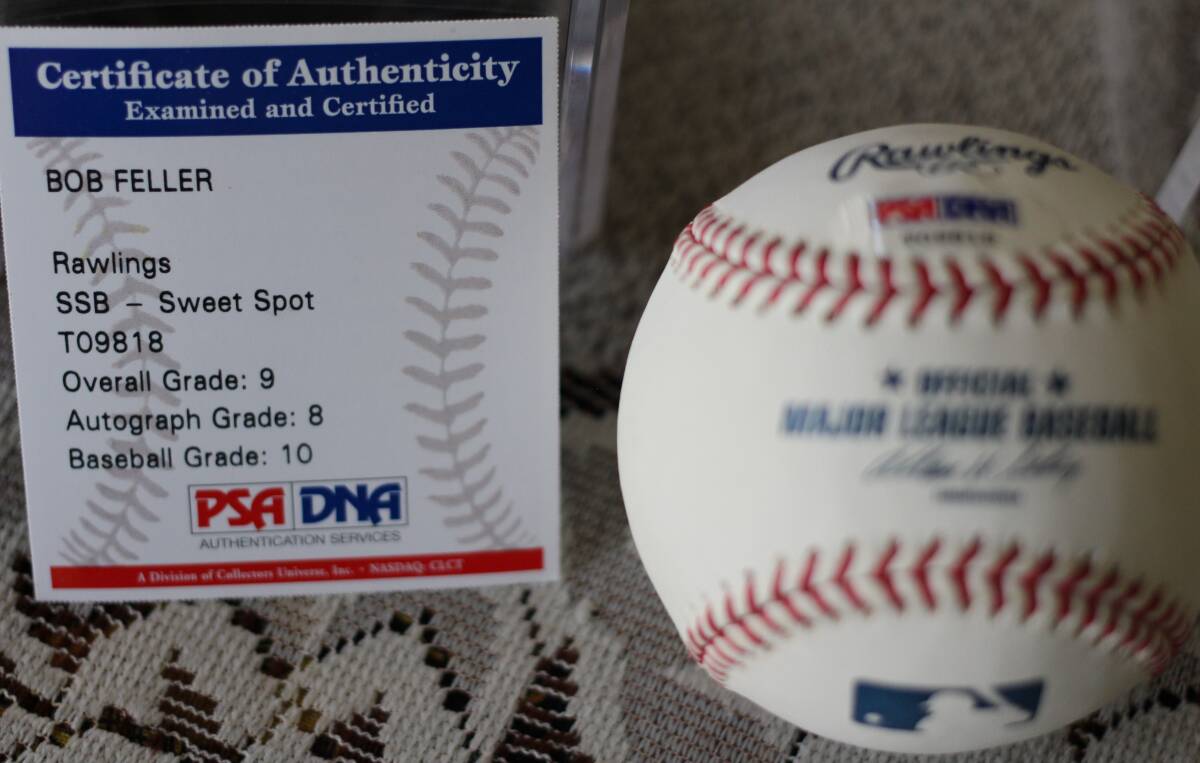 Certificate of Authenticity
Examined and Certified
BOB FELLER
Rawlings
SSB - Sweet Spot
T09818
Overall Grade: 9
Autograph Grade: 8
Baseball Grade: 10
PSA DNA
AUTHENTICATION SERVICES
A Division of Collectors Universe, Inc. - NASDAQ: CLCT
Rawlings
PSA DNA
OFFICIAL
MAJOR LEAGUE BASEBALL